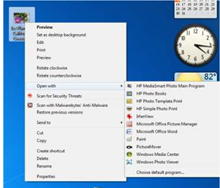 Preview
Set as desktop background
Edit
Print
Preview
Rotate clockwise
Rotate counterclockwise
Open with
Scan for Security Threats
Scan with Malwarebytes' Anti-Malware
Restore previous versions
Send to
Cut
Copy
Create shortcut
Delete
Rename
Properties
HP MediaSmart Photo Main Program
HP Photo Books
HP Photo Template Print
HP Simple Photo Print
IrfanView
Microsoft Office Picture Manager
Microsoft Office Word
Paint
PictureMover
Windows Media Center
Windows Photo Viewer
Choose default program...
82°